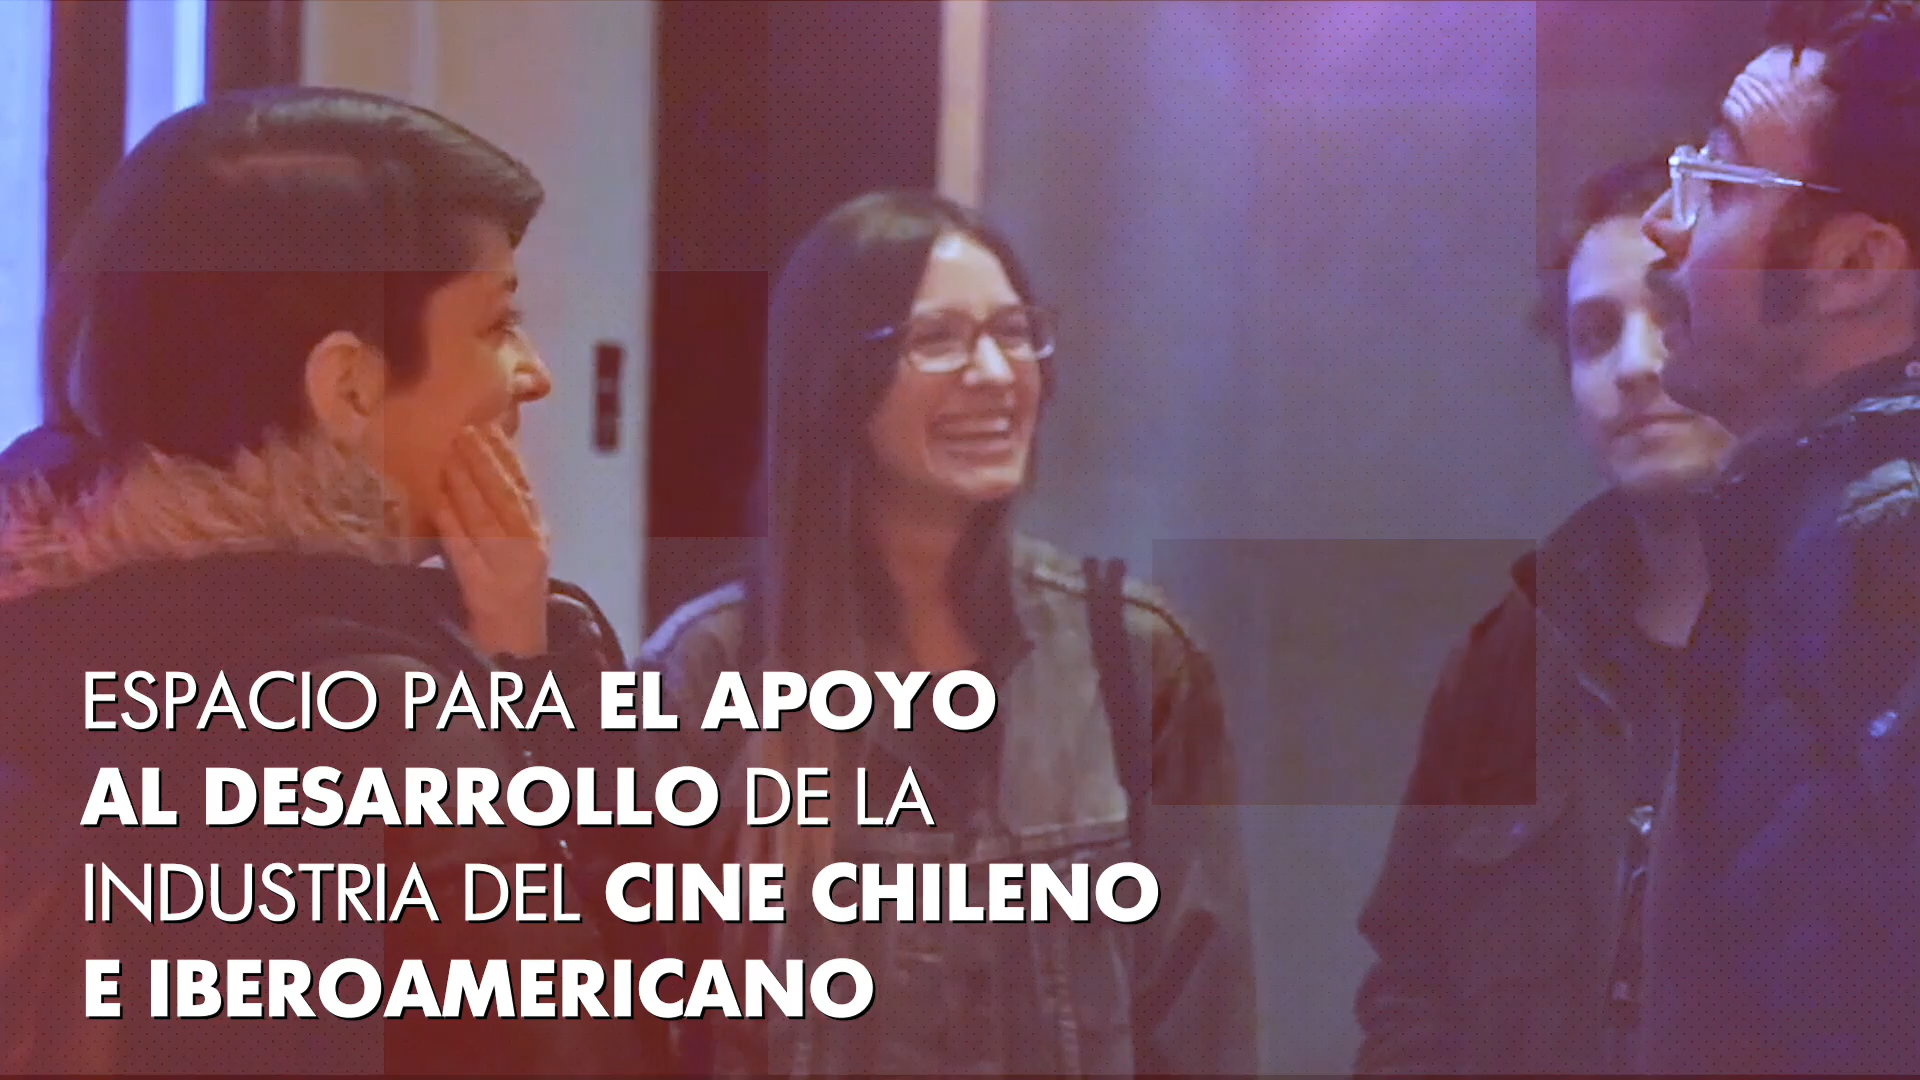 ESPACIO PARA EL APOYO
AL DESARROLLO DE LA
INDUSTRIA DEL CINE CHILENO
E IBEROAMERICANO